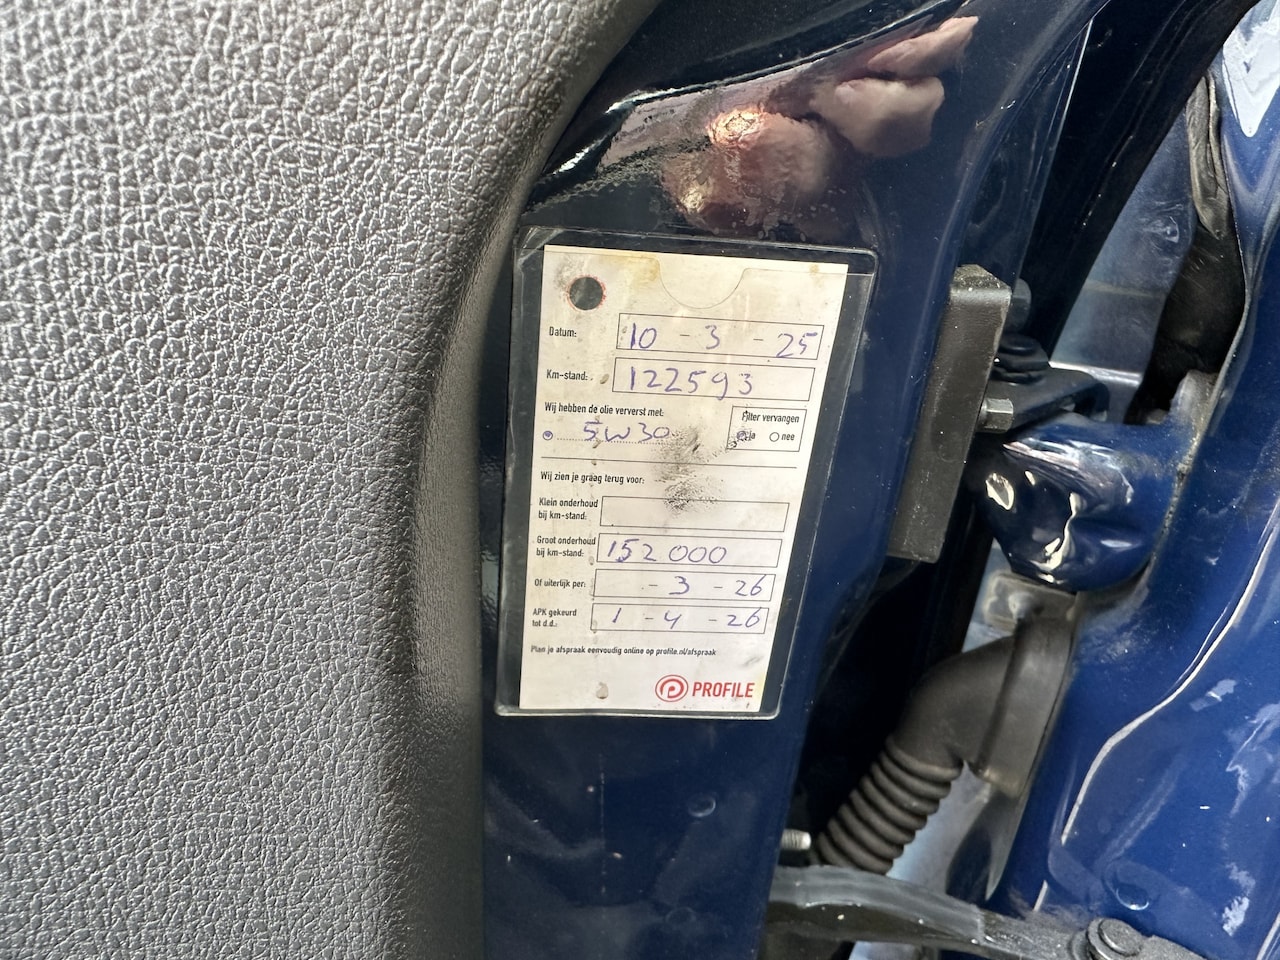 Datum: 10 - 3 - 25
Km-stand: 122593
Wij hebben de olie ververst met:
5W30
Filter vervangen
ja nee
Wij zien je graag terug voor:
Klein onderhoud
bij km-stand:
Groot onderhoud
bij km-stand: 152000
Of uiterlijk per: - 3 - 26
APK gekeurd
tot d.d.: 1 - 4 - 26
Plan je afspraak eenvoudig online op profile.nl/afspraak
PROFILE